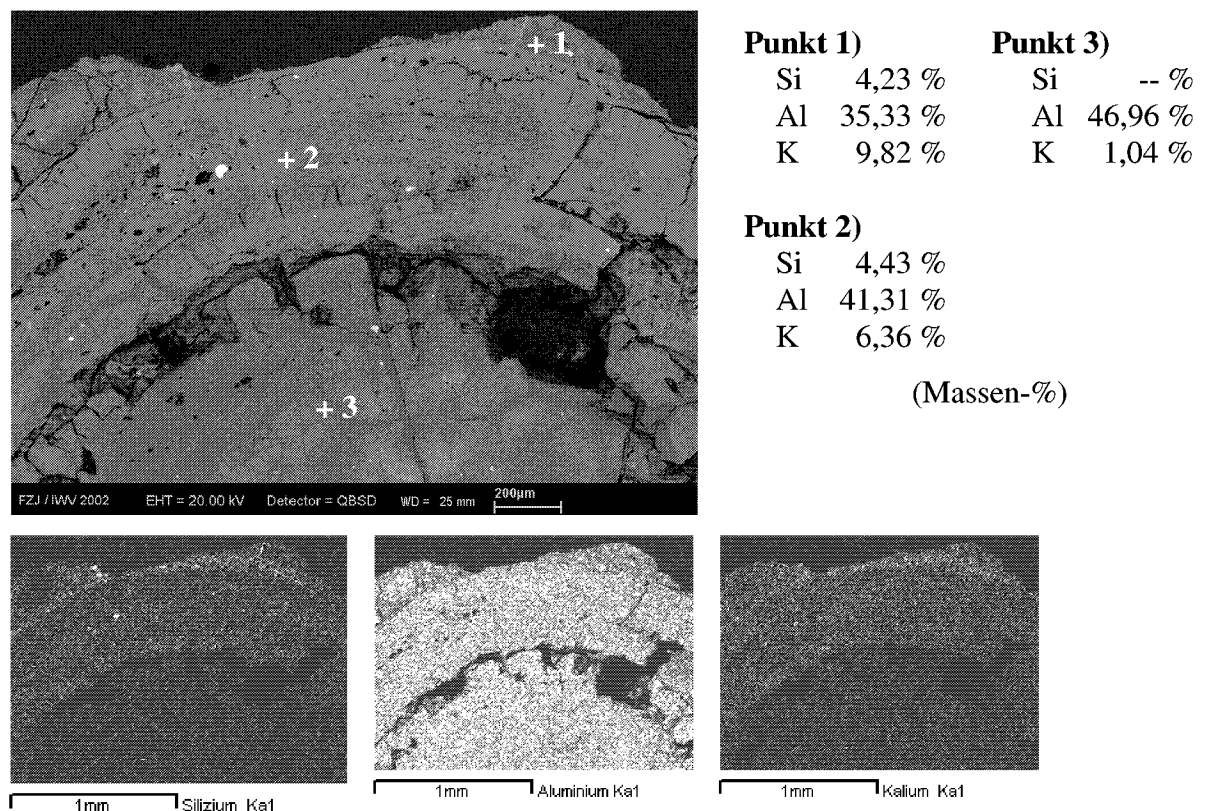 + 1
+ 2
+ 3
FZJ / IWV 2002 EHT = 20.00 kV Detector = QBSD WD = 25 mm 200µm
Punkt 1)
Si 4,23 %
Al 35,33 %
K 9,82 %
Punkt 3)
Si -- %
Al 46,96 %
K 1,04 %
Punkt 2)
Si 4,43 %
Al 41,31 %
K 6,36 %
(Massen-%)
1mm Silizium Ka1
1mm Aluminium Ka1
1mm Kalium Ka1